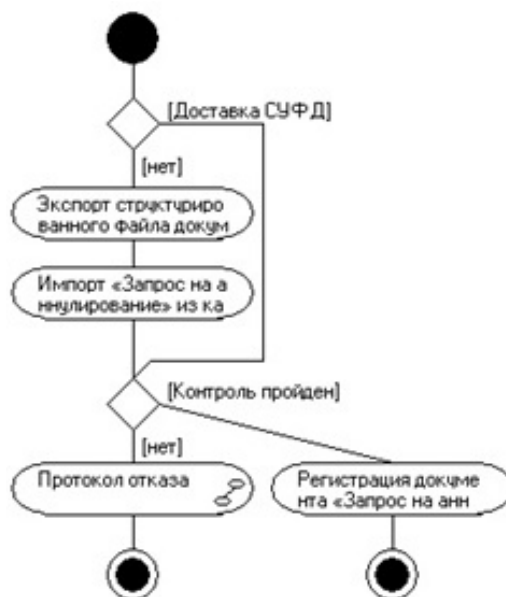 [Доставка СУФД]
[нет]
Экспорт структуриро
ванного файла докум
Импорт «Запрос на а
ннулирование» из ка
[Контроль пройден]
[нет]
Протокол отказа
Регистрация докуме
нта «Запрос на анн